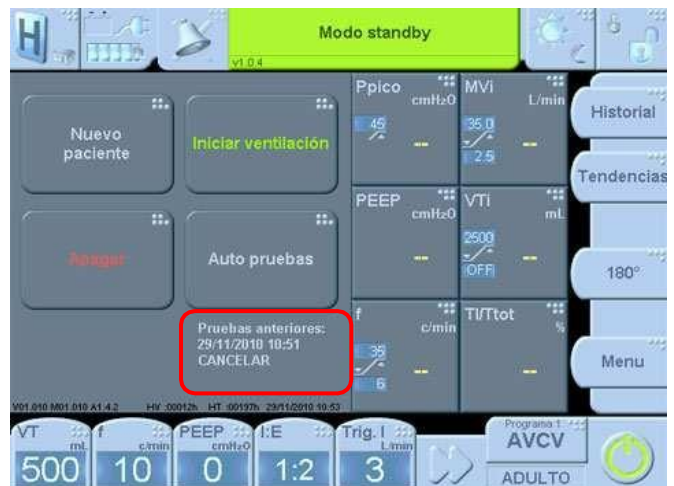 H
Modo standby
v1.0.4
Nuevo
paciente
Iniciar ventilación
Apagar
Auto pruebas
Pruebas anteriores:
29/11/2010 10:51
CANCELAR
V01.010 M01.010 A1.4.2 HV :00012h HT :00197h 29/11/2010 10:53
Ppico
cmH2O
45
--
MVi
L/min
35.0
2.5
--
PEEP
cmH2O
--
VTi
mL
2500
OFF
--
f
c/min
35
6
--
TI/Ttot
%
--
Historial
Tendencias
180°
Menu
VT
mL
500
f
c/min
10
PEEP
cmH2O
0
I:E
1:2
Trig. I
L/min
3
Programa 1
AVCV
ADULTO